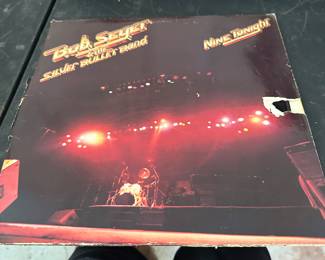 Bob Seger
& THE
Silver Bullet Band
Nine Tonight